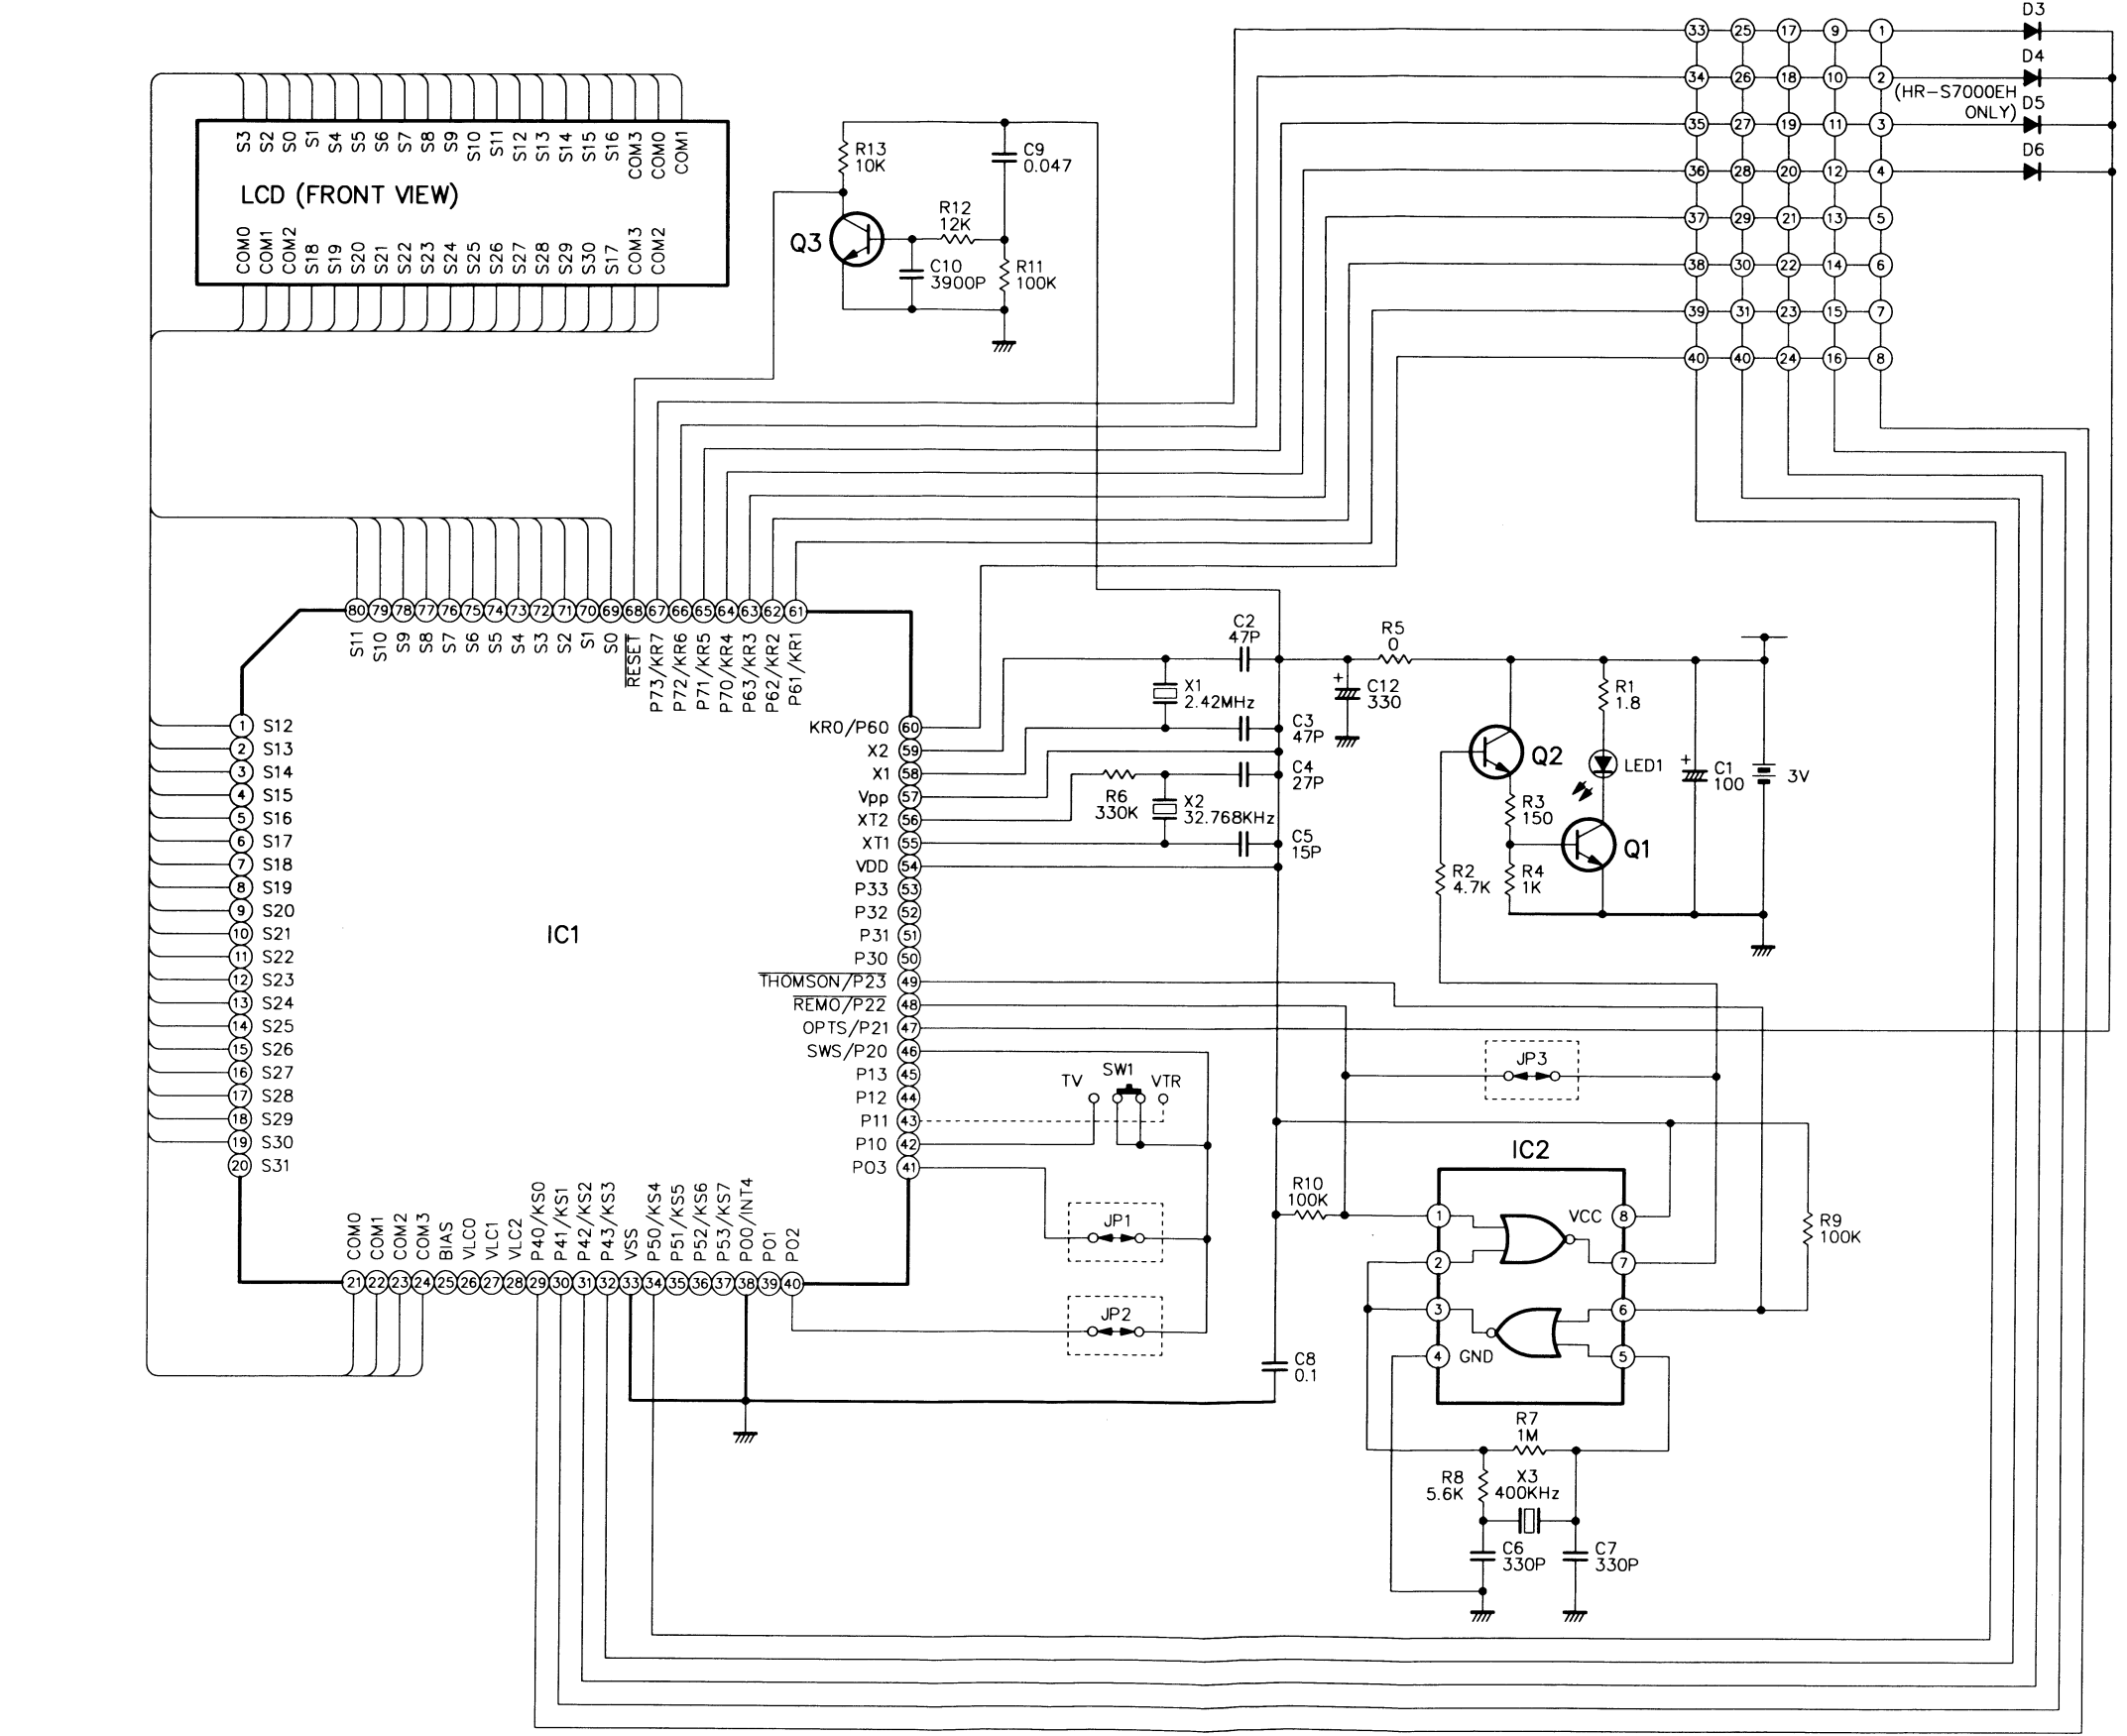 33 25 17 9 1 D3
34 26 18 10 2 D4
(HR-S7000EH
ONLY)
35 27 19 11 3 D5
36 28 20 12 4 D6
37 29 21 13 5
38 30 22 14 6
39 31 23 15 7
40 40 24 16 8
S3 S2 S0 S1 S4 S5 S6 S7 S8 S9 S10 S11 S12 S13 S14 S15 S16 COM3 COM0 COM1
LCD (FRONT VIEW)
COM0 COM1 COM2 S18 S19 S20 S21 S22 S23 S24 S25 S26 S27 S28 S29 S30 S17 COM3 COM2
R13
10K
C9
0.047
R12
12K
Q3
C10
3900P
R11
100K
80 79 78 77 76 75 74 73 72 71 70 69 68 67 66 65 64 63 62 61
S11 S10 S9 S8 S7 S6 S5 S4 S3 S2 S1 S0 RESET P73/KR7 P72/KR6 P71/KR5 P70/KR4 P63/KR3 P62/KR2 P61/KR1
1 S12
2 S13
3 S14
4 S15
5 S16
6 S17
7 S18
8 S19
9 S20
10 S21
11 S22
12 S23
13 S24
14 S25
15 S26
16 S27
17 S28
18 S29
19 S30
20 S31
IC1
KR0/P60 60
X2 59
X1 58
Vpp 57
XT2 56
XT1 55
VDD 54
P33 53
P32 52
P31 51
P30 50
THOMSON/P23 49
REMO/P22 48
OPTS/P21 47
SWS/P20 46
P13 45
P12 44
P11 43
P10 42
P03 41
COM0 COM1 COM2 COM3 BIAS VLC0 VLC1 VLC2 P40/KS0 P41/KS1 P42/KS2 P43/KS3 VSS P50/KS4 P51/KS5 P52/KS6 P53/KS7 P00/INT4 P01 P02
21 22 23 24 25 26 27 28 29 30 31 32 33 34 35 36 37 38 39 40
C2
47P
X1
2.42MHz
C3
47P
C4
27P
R6
330K
X2
32.768KHz
C5
15P
R5
0
+
C12
330
R1
1.8
Q2
LED1
+
C1
100
3V
R3
150
Q1
R2
4.7K
R4
1K
TV SW1 VTR
JP3
JP1
JP2
IC2
R10
100K
1 VCC 8
2 7
3 6
4 GND 5
R9
100K
C8
0.1
R7
1M
R8
5.6K
X3
400KHz
C6
330P
C7
330P